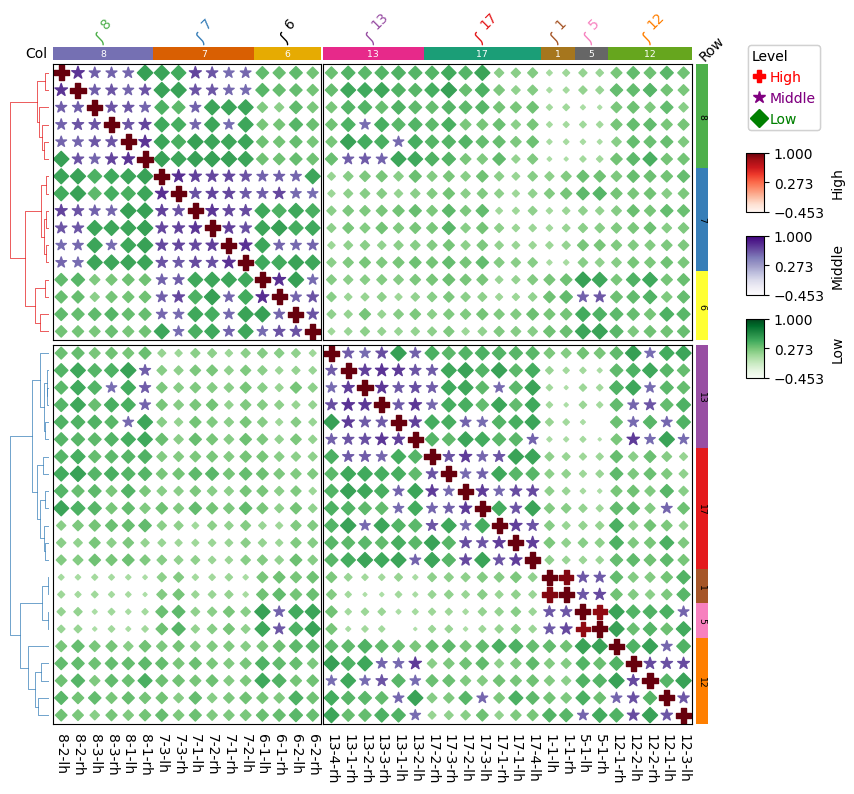 ∫ 8 ∫ 7 ∫ 6 ∫ 13 ∫ 17 ∫ 1 ∫ 5 ∫ 12
Col 8 7 6 13 17 1 5 12 Row
Level
High
Middle
Low
1.000
0.273
−0.453
High
1.000
0.273
−0.453
Middle
1.000
0.273
−0.453
Low
8
7
6
13
17
1
5
12
8-2-lh
8-2-rh
8-3-lh
8-3-rh
8-1-lh
8-1-rh
7-3-lh
7-3-rh
7-1-lh
7-2-rh
7-1-rh
7-2-lh
6-1-lh
6-1-rh
6-2-lh
6-2-rh
13-4-rh
13-1-rh
13-2-rh
13-3-rh
13-1-lh
13-2-lh
17-2-rh
17-3-rh
17-2-lh
17-3-lh
17-1-rh
17-1-lh
17-4-lh
1-1-lh
1-1-rh
5-1-lh
5-1-rh
12-1-rh
12-2-lh
12-2-rh
12-1-lh
12-3-lh